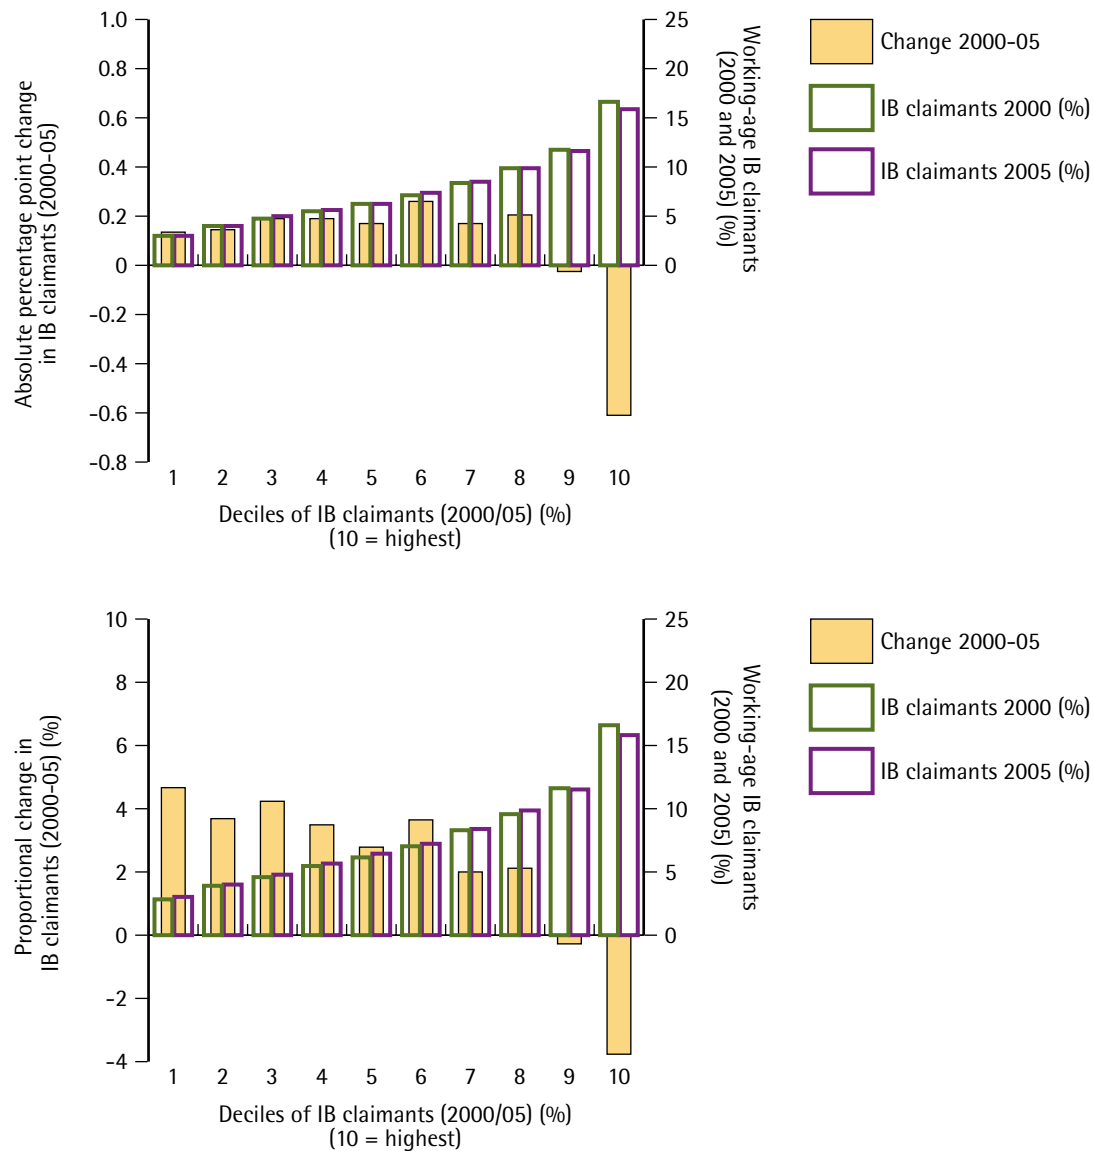 Absolute percentage point change
in IB claimants (2000-05)
1.0
0.8
0.6
0.4
0.2
0
-0.2
-0.4
-0.6
-0.8
25
20
15
10
5
0
Working-age IB claimants
(2000 and 2005) (%)
1 2 3 4 5 6 7 8 9 10
Deciles of IB claimants (2000/05) (%)
(10 = highest)
Change 2000-05
IB claimants 2000 (%)
IB claimants 2005 (%)
Proportional change in
IB claimants (2000-05) (%)
10
8
6
4
2
0
-2
-4
25
20
15
10
5
0
Working-age IB claimants
(2000 and 2005) (%)
1 2 3 4 5 6 7 8 9 10
Deciles of IB claimants (2000/05) (%)
(10 = highest)
Change 2000-05
IB claimants 2000 (%)
IB claimants 2005 (%)